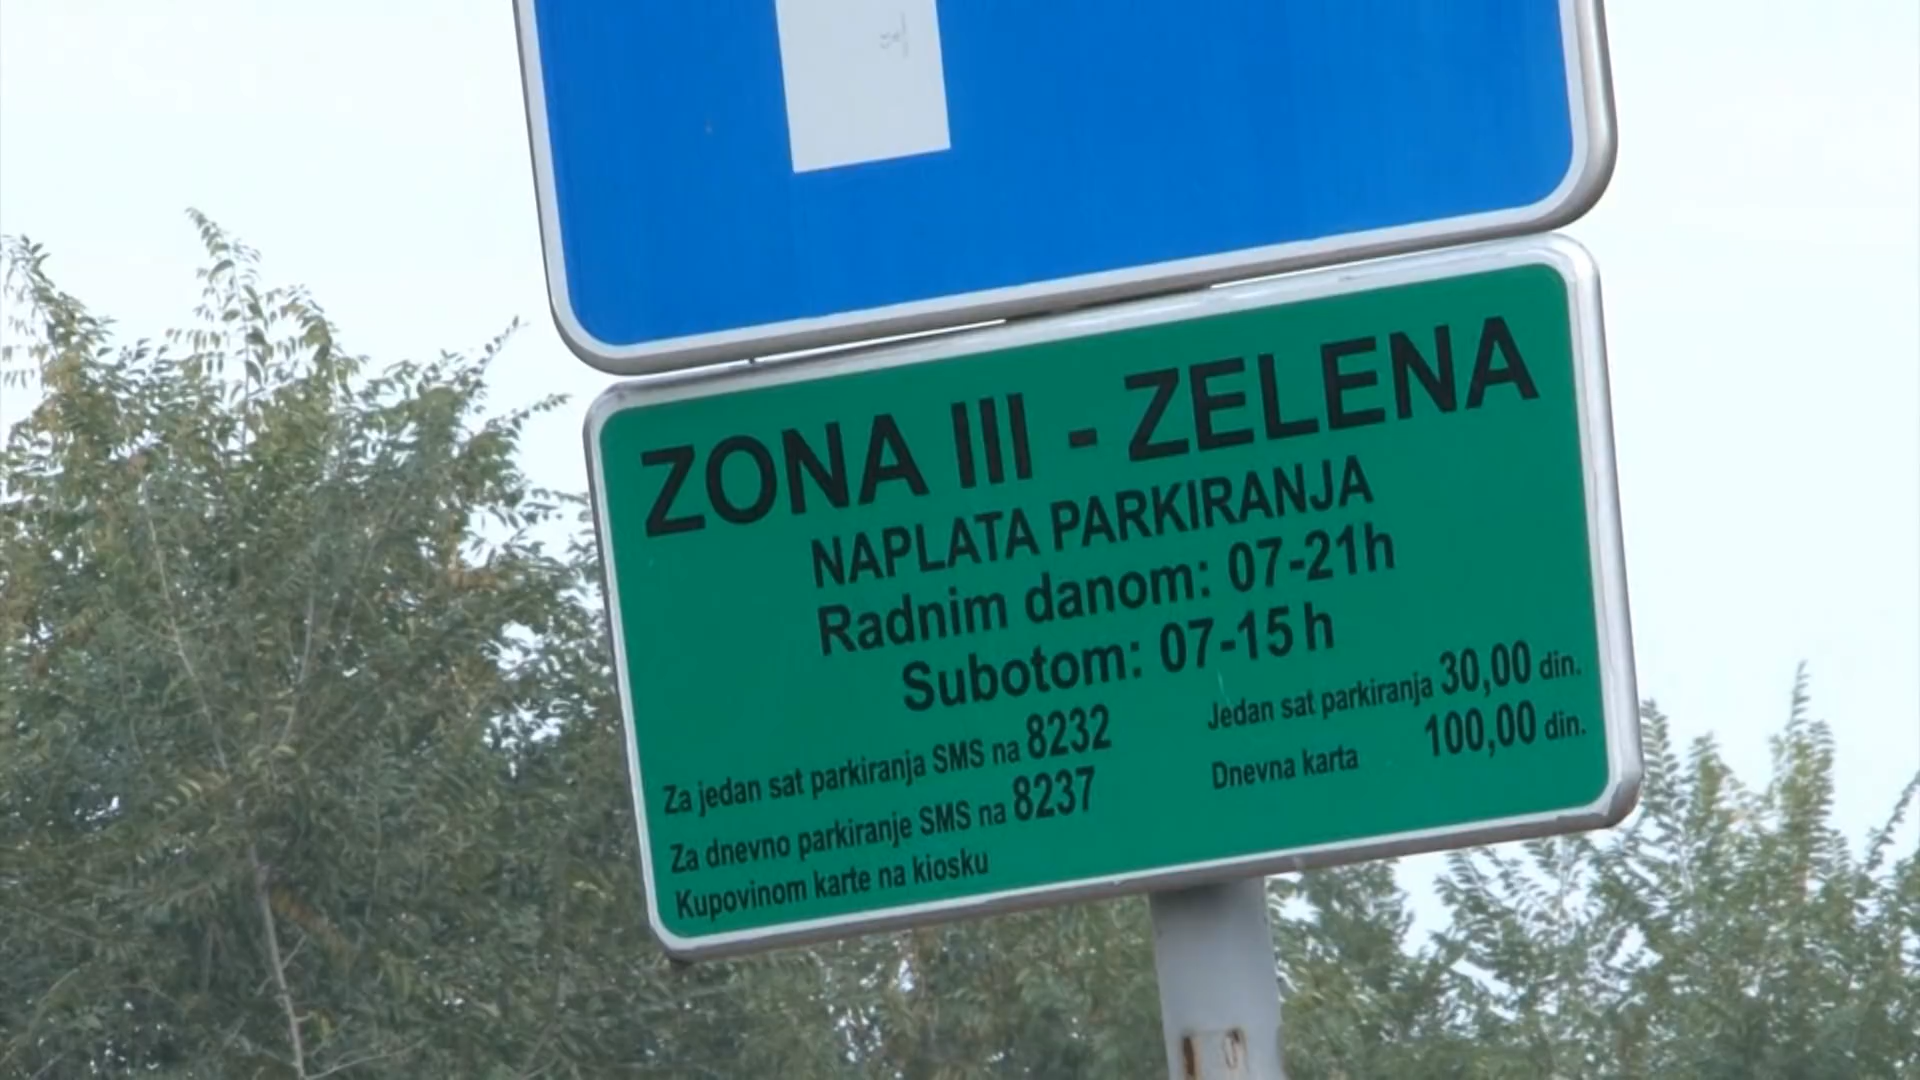 ZONA III - ZELENA
NAPLATA PARKIRANJA
Radnim danom: 07-21h
Subotom: 07-15h
Za jedan sat parkiranja SMS na 8232
Jedan sat parkiranja 30,00 din.
Za dnevno parkiranje SMS na 8237
Dnevna karta 100,00 din.
Kupovinom karte na kiosku